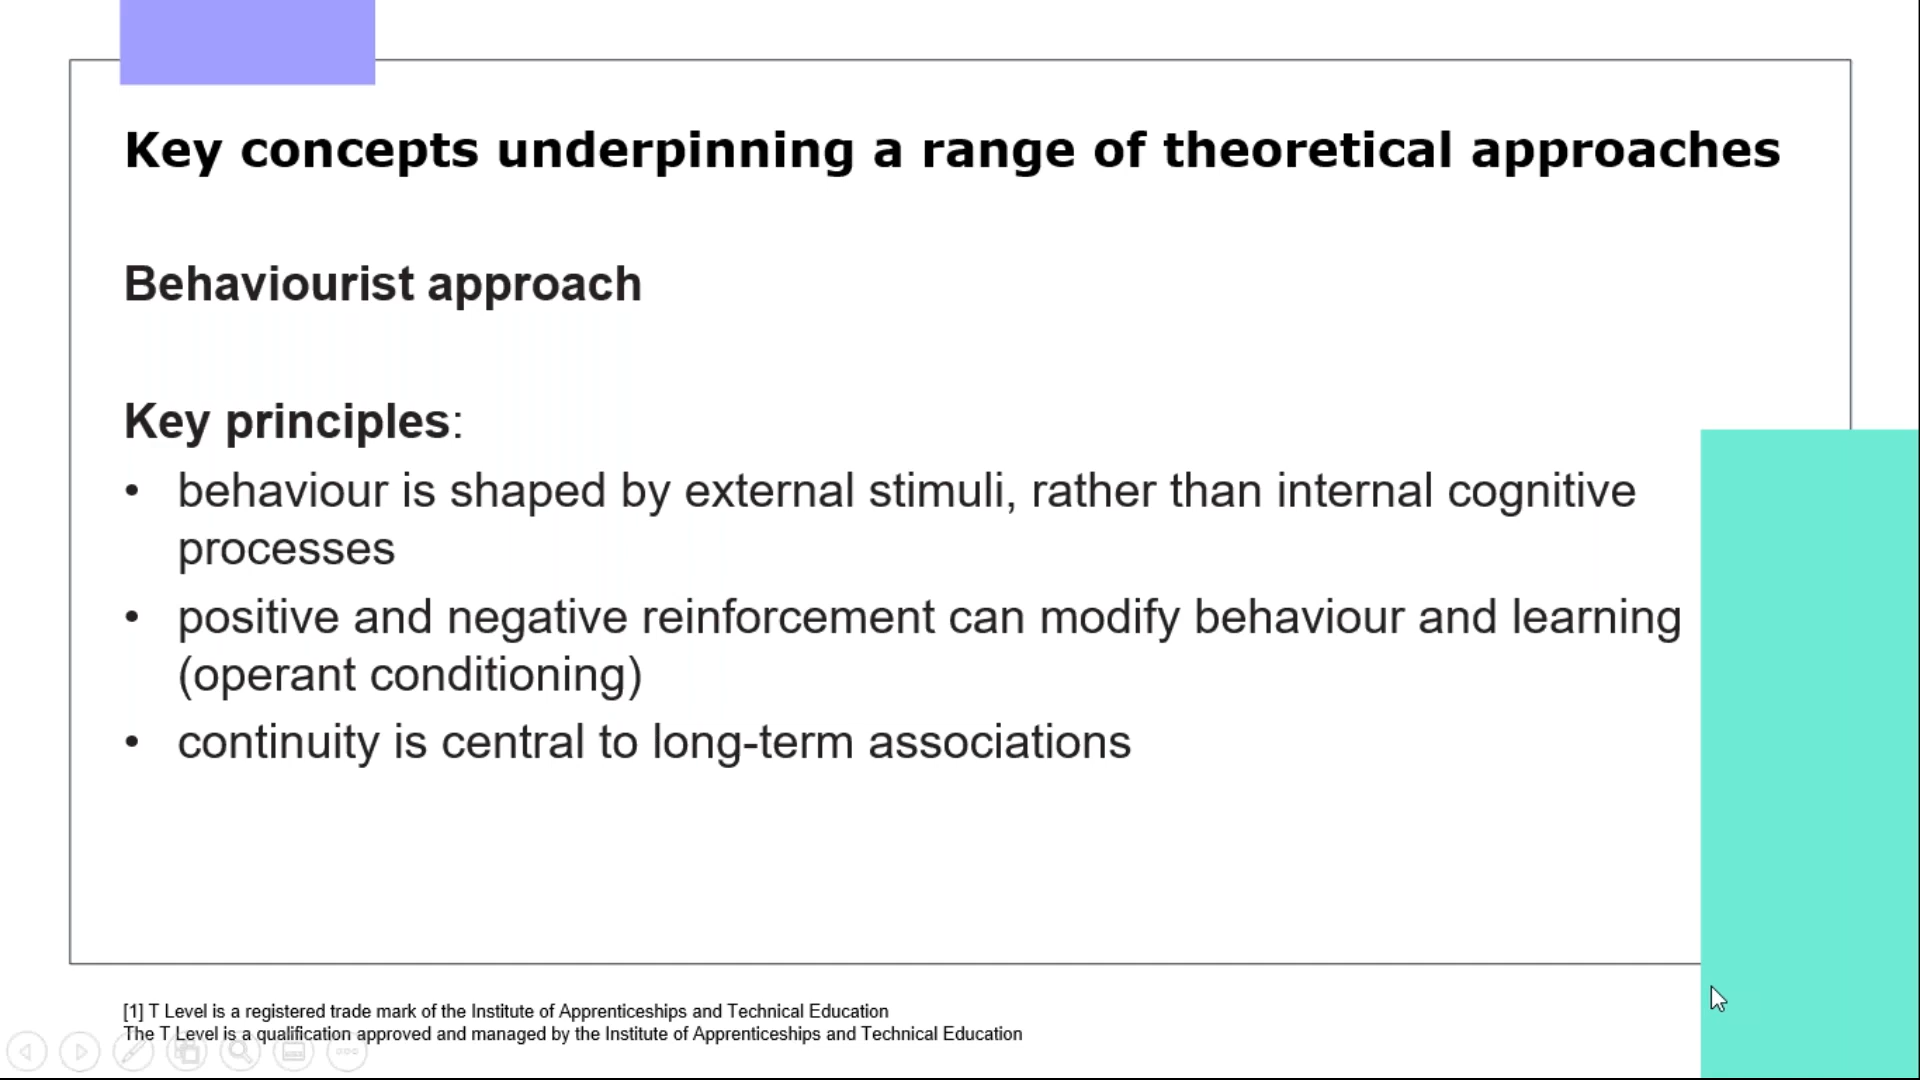 Key concepts underpinning a range of theoretical approaches
Behaviourist approach
Key principles:
• behaviour is shaped by external stimuli, rather than internal cognitive
processes
• positive and negative reinforcement can modify behaviour and learning
(operant conditioning)
• continuity is central to long-term associations
[1] T Level is a registered trade mark of the Institute of Apprenticeships and Technical Education
The T Level is a qualification approved and managed by the Institute of Apprenticeships and Technical Education